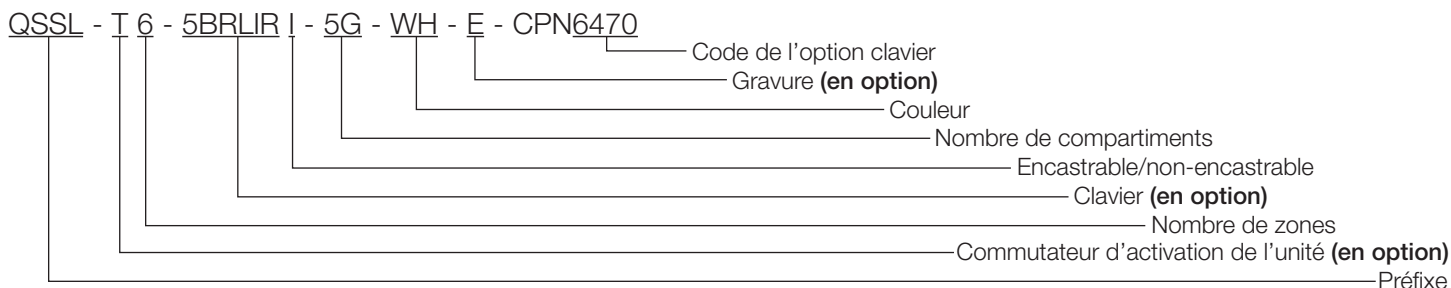 QSSL - T 6 - 5BRLIR I - 5G - WH - E - CPN6470
Code de l’option clavier
Gravure (en option)
Couleur
Nombre de compartiments
Encastrable/non-encastrable
Clavier (en option)
Nombre de zones
Commutateur d’activation de l’unité (en option)
Préfixe